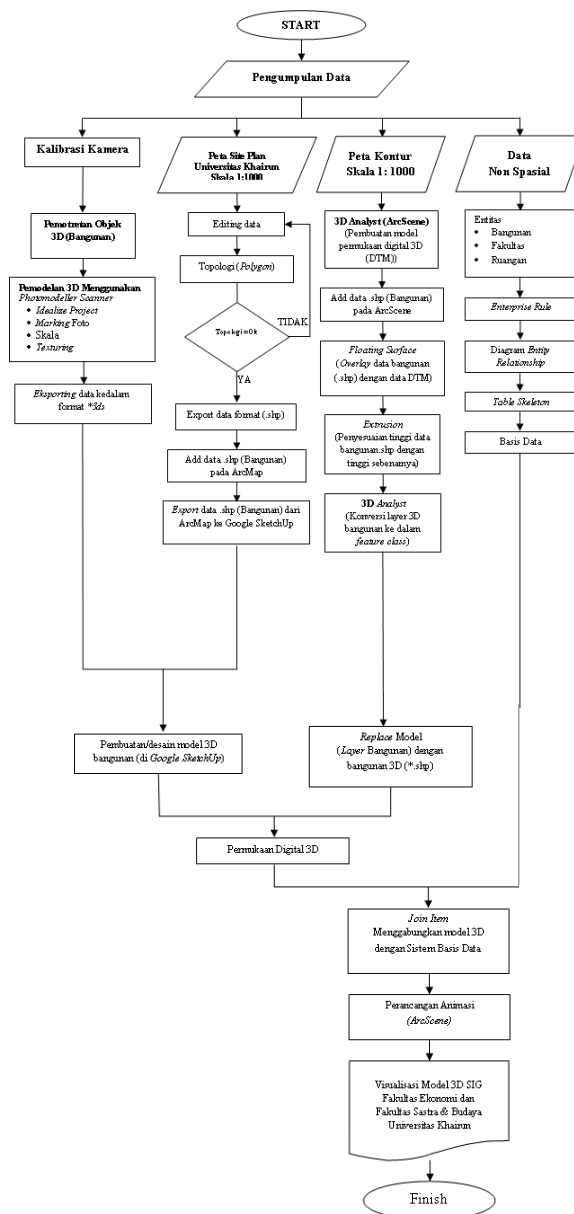 START
Pengumpulan Data
Kalibrasi Kamera
Pemotretan Objek
3D (Bangunan)
Pemodelan 3D Menggunakan
Photomodeller Scanner
• Idealize Project
• Marking Foto
• Skala
• Texturing
Eksporting data kedalam
format *3ds
Peta Site Plan
Universitas Khairun
Skala 1:1000
Editing data
Topologi (Polygon)
Topologi=Ok
TIDAK
YA
Export data format (.shp)
Add data .shp (Bangunan)
pada ArcMap
Export data .shp (Bangunan) dari
ArcMap ke Google SketchUp
Peta Kontur
Skala 1: 1000
3D Analyst (ArcScene)
(Pembuatan model
permukaan digital 3D
(DTM))
Add data .shp (Bangunan)
pada ArcScene
Floating Surface
(Overlay data bangunan
(.shp) dengan data DTM)
Extrusion
(Penyesuaian tinggi data
bangunan.shp dengan
tinggi sebenarnya)
3D Analyst
(Konversi layer 3D
bangunan ke dalam
feature class)
Data
Non Spasial
Entitas
♦ Bangunan
♦ Fakultas
♦ Ruangan
Enterprise Rule
Diagram Entity
Relationship
Table Skeleton
Basis Data
Pembuatan/desain model 3D
bangunan (di Google SketchUp)
Replace Model
(Layer Bangunan) dengan
bangunan 3D (*.shp)
Permukaan Digital 3D
Join Item
Menggabungkan model 3D
dengan Sistem Basis Data
Perancangan Animasi
(ArcScene)
Visualisasi Model 3D SIG
Fakultas Ekonomi dan
Fakultas Sastra & Budaya
Universitas Khairun
Finish